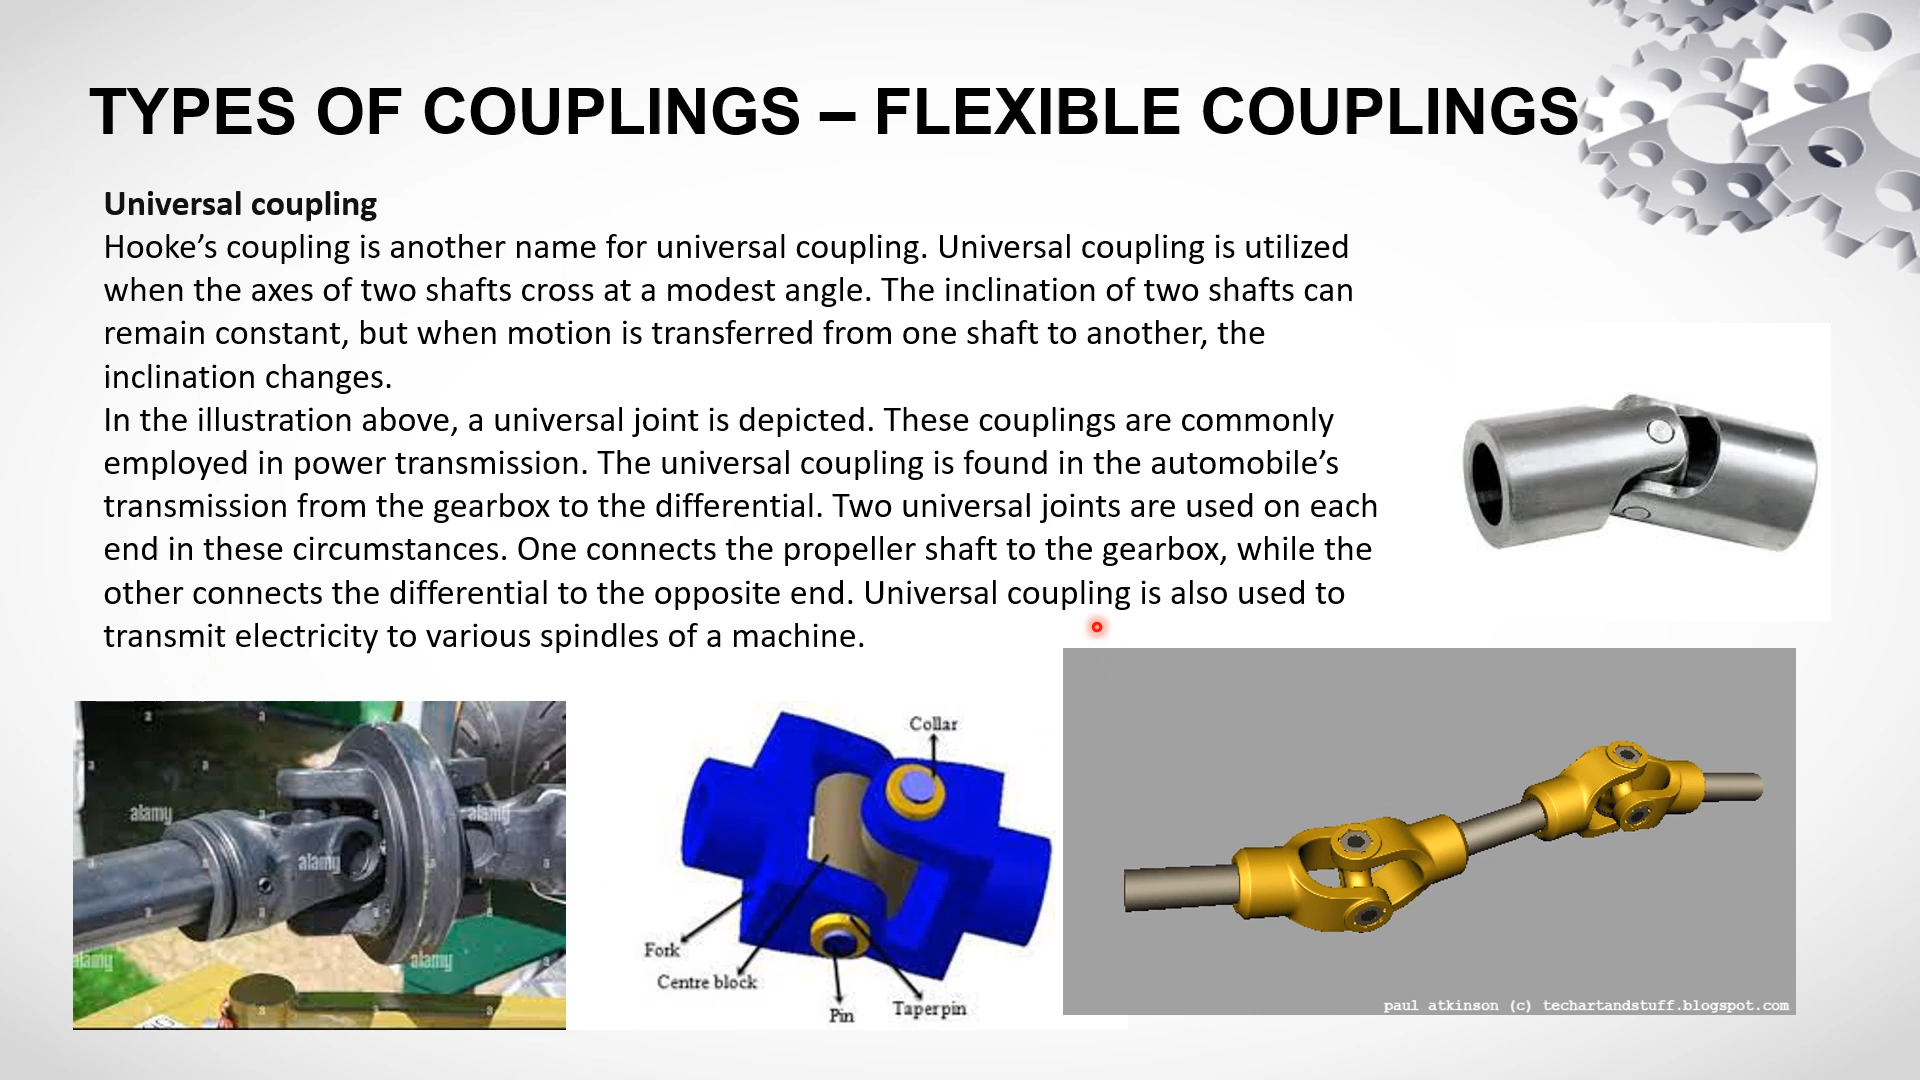 TYPES OF COUPLINGS – FLEXIBLE COUPLINGS
Universal coupling
Hooke’s coupling is another name for universal coupling. Universal coupling is utilized
when the axes of two shafts cross at a modest angle. The inclination of two shafts can
remain constant, but when motion is transferred from one shaft to another, the
inclination changes.
In the illustration above, a universal joint is depicted. These couplings are commonly
employed in power transmission. The universal coupling is found in the automobile’s
transmission from the gearbox to the differential. Two universal joints are used on each
end in these circumstances. One connects the propeller shaft to the gearbox, while the
other connects the differential to the opposite end. Universal coupling is also used to
transmit electricity to various spindles of a machine.
a a
a a a
alamy alamy
a alamy a a
a a a
alamy alamy a
a a a
Collar
Fork
Centre block
Pin
Taperpin
paul atkinson (c) techartandstuff.blogspot.com